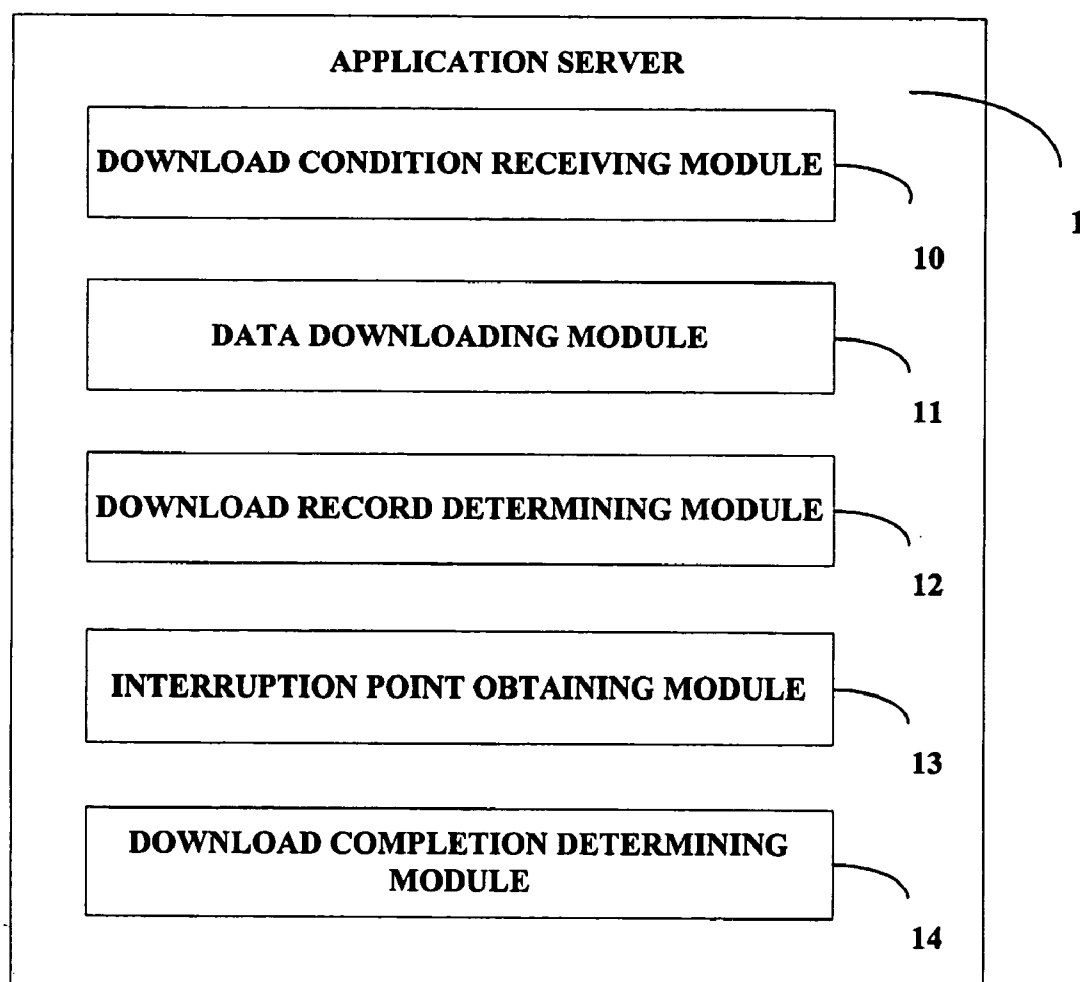 APPLICATION SERVER
DOWNLOAD CONDITION RECEIVING MODULE
1
10
DATA DOWNLOADING MODULE
11
DOWNLOAD RECORD DETERMINING MODULE
12
INTERRUPTION POINT OBTAINING MODULE
13
DOWNLOAD COMPLETION DETERMINING
MODULE
14